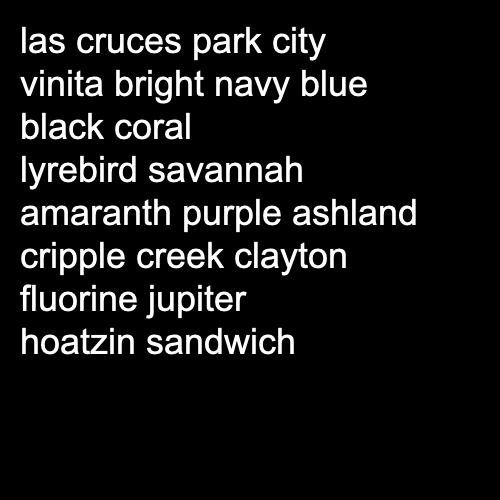 las cruces park city
vinita bright navy blue
black coral
lyrebird savannah
amaranth purple ashland
cripple creek clayton
fluorine jupiter
hoatzin sandwich